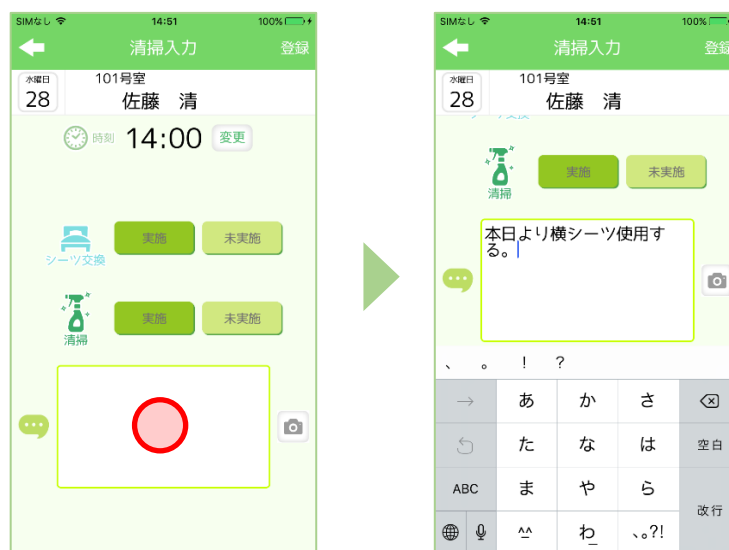 SIMなし 14:51 100%
清掃入力 登録
水曜日
28
101号室
佐藤 清
時刻 14:00 変更
シーツ交換 実施 未実施
清掃 実施 未実施
SIMなし 14:51 100%
清掃入力 登録
水曜日
28
101号室
佐藤 清
清掃 実施 未実施
本日より横シーツ使用す
る。
、 。 ! ?
→ あ か さ
た な は 空白
ABC ま や ら
改行
^^ わ 、。?!